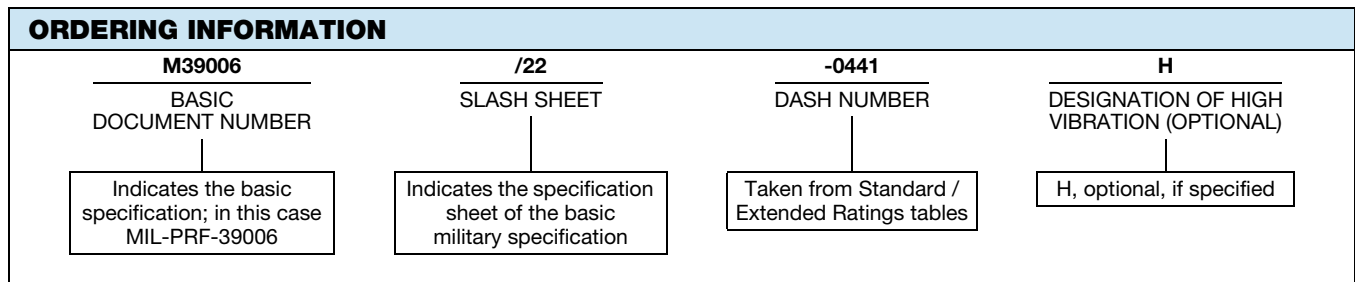 ORDERING INFORMATION
M39006
/22
-0441
H
BASIC
DOCUMENT NUMBER
SLASH SHEET
DASH NUMBER
DESIGNATION OF HIGH
VIBRATION (OPTIONAL)
Indicates the basic
specification; in this case
MIL-PRF-39006
Indicates the specification
sheet of the basic
military specification
Taken from Standard /
Extended Ratings tables
H, optional, if specified